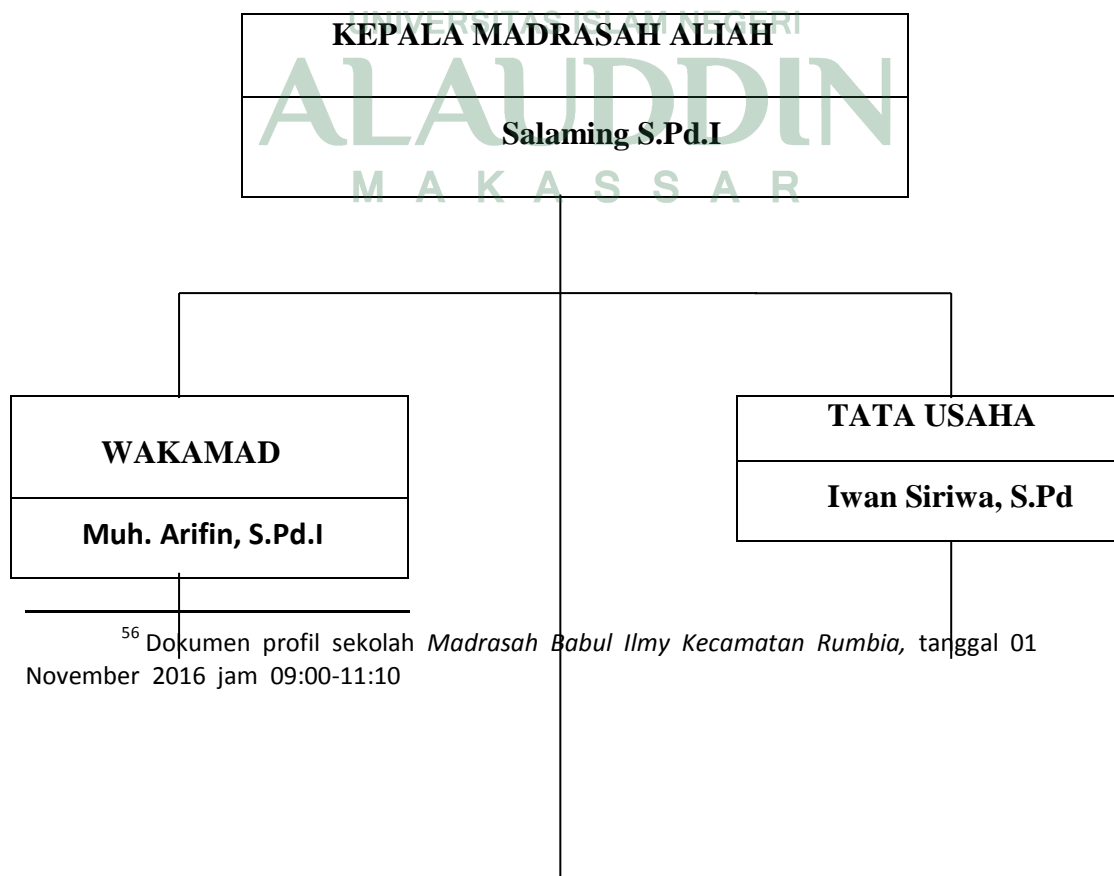 UNIVERSITAS ISLAM NEGERI
KEPALA MADRASAH ALIAH
ALAUDDIN
Salaming S.Pd.I
MAKASSAR
WAKAMAD
Muh. Arifin, S.Pd.I
TATA USAHA
Iwan Siriwa, S.Pd
56 Dokumen profil sekolah Madrasah Babul Ilmy Kecamatan Rumbia, tanggal 01
November 2016 jam 09:00-11:10